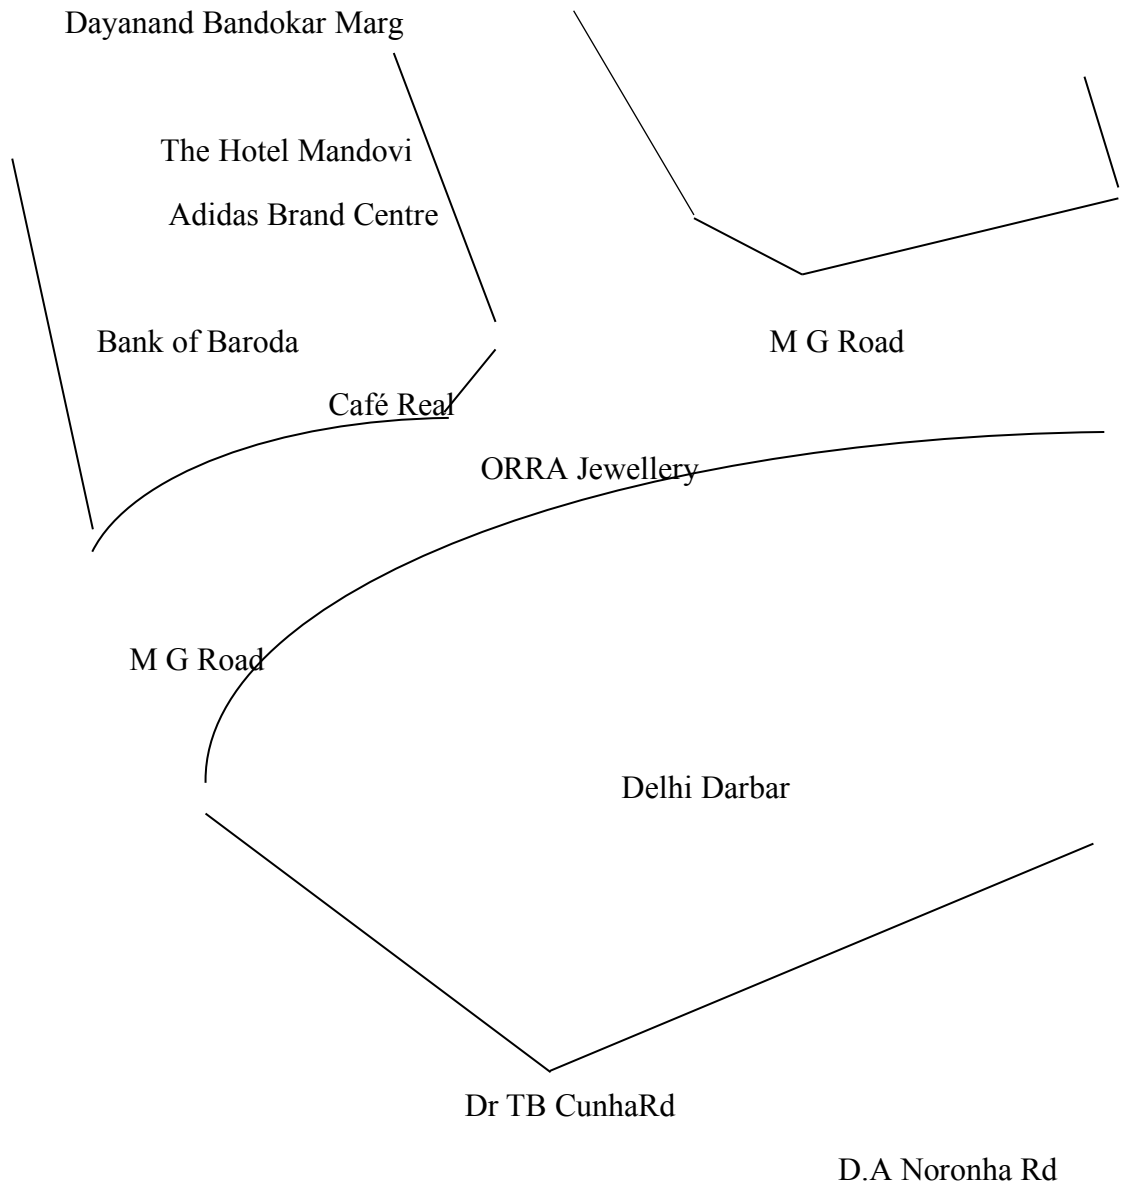 Dayanand Bandokar Marg
The Hotel Mandovi
Adidas Brand Centre
Bank of Baroda
M G Road
Café Real
ORRA Jewellery
M G Road
Delhi Darbar
Dr TB CunhaRd
D.A Noronha Rd